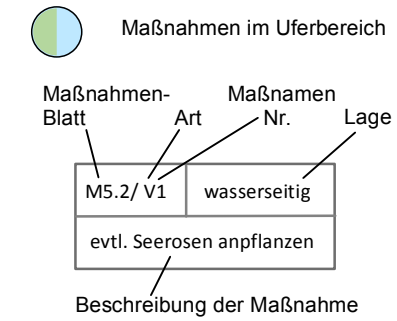 Maßnahmen im Uferbereich
Maßnahmen- Maßnamen
Blatt Art Nr. Lage
M5.2/ V1 wasserseitig
evtl. Seerosen anpflanzen
Beschreibung der Maßnahme